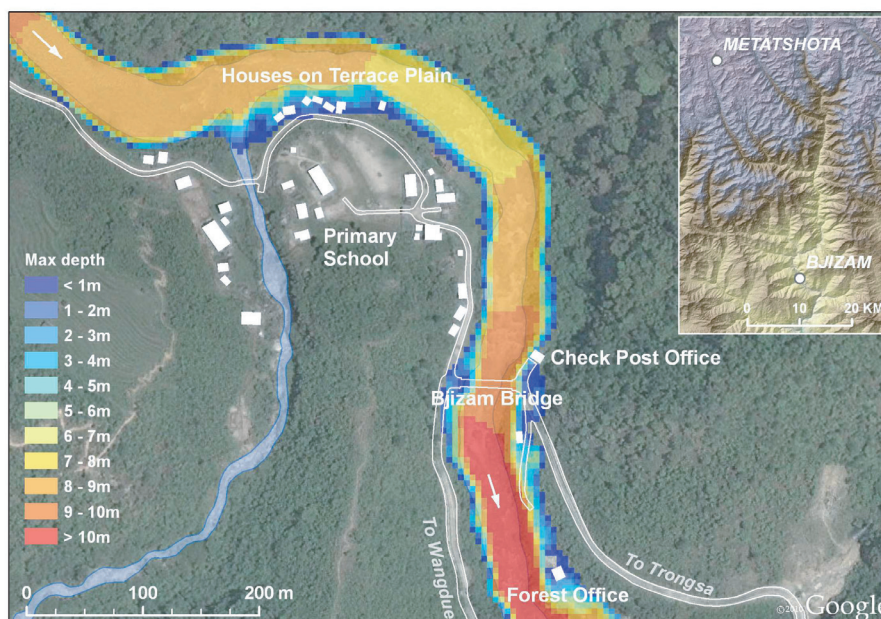 Houses on Terrace Plain
Primary
School
Check Post Office
Bjizam Bridge
To Wangdue
To Trongsa
Forest Office
Max depth
< 1m
1 - 2m
2 - 3m
3 - 4m
4 - 5m
5 - 6m
6 - 7m
7 - 8m
8 - 9m
9 - 10m
> 10m
0 100 200 m
METATSHOTA
BJIZAM
0 10 20 KM
Google